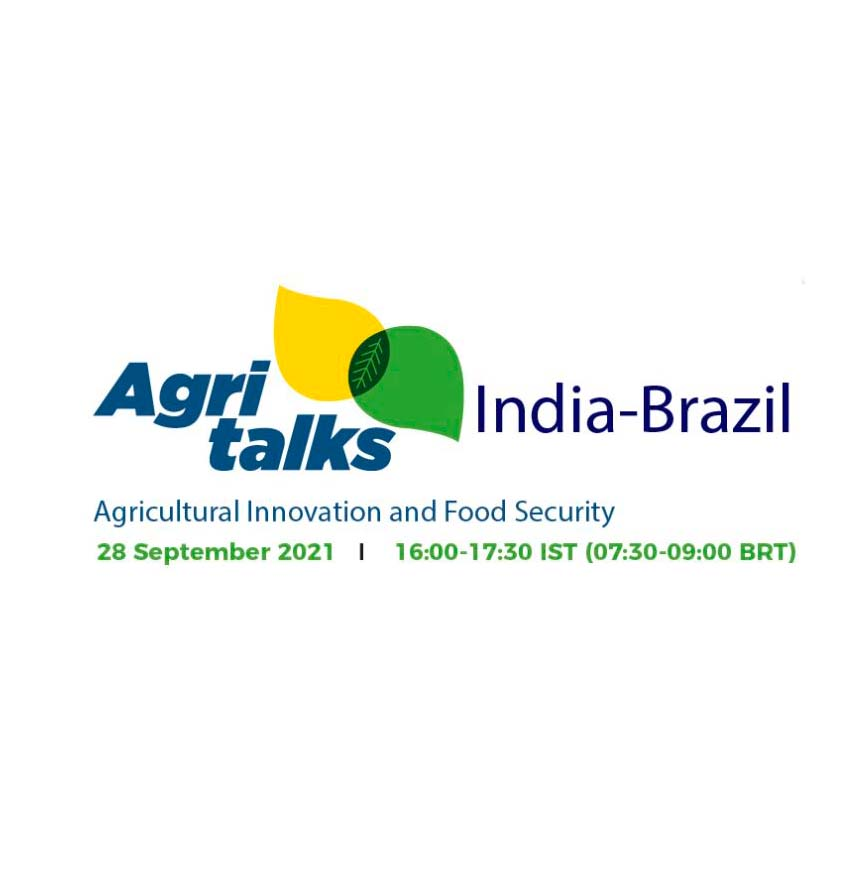 Agri
talks
India-Brazil
Agricultural Innovation and Food Security
28 September 2021 | 16:00-17:30 IST (07:30-09:00 BRT)